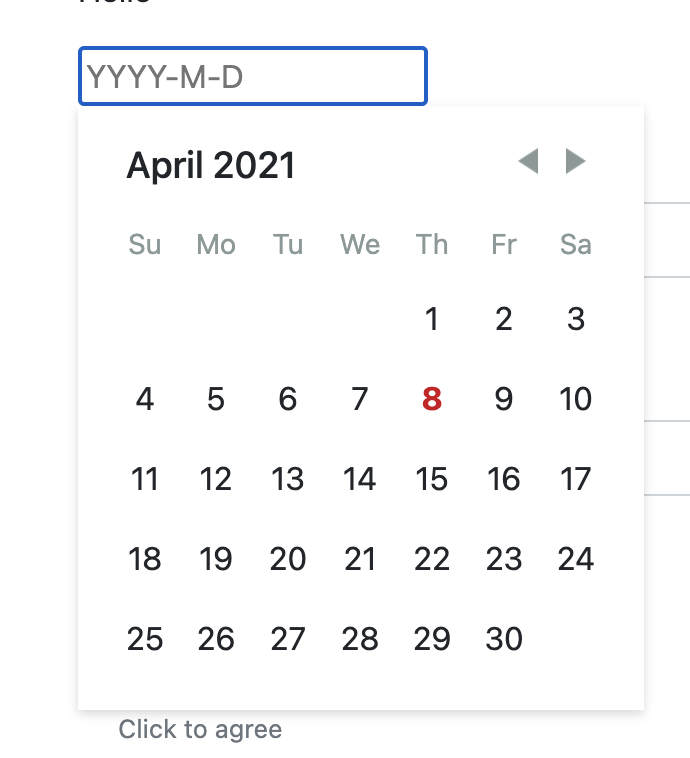 YYYY-M-D
April 2021
Su Mo Tu We Th Fr Sa
1 2 3
4 5 6 7 8 9 10
11 12 13 14 15 16 17
18 19 20 21 22 23 24
25 26 27 28 29 30
Click to agree